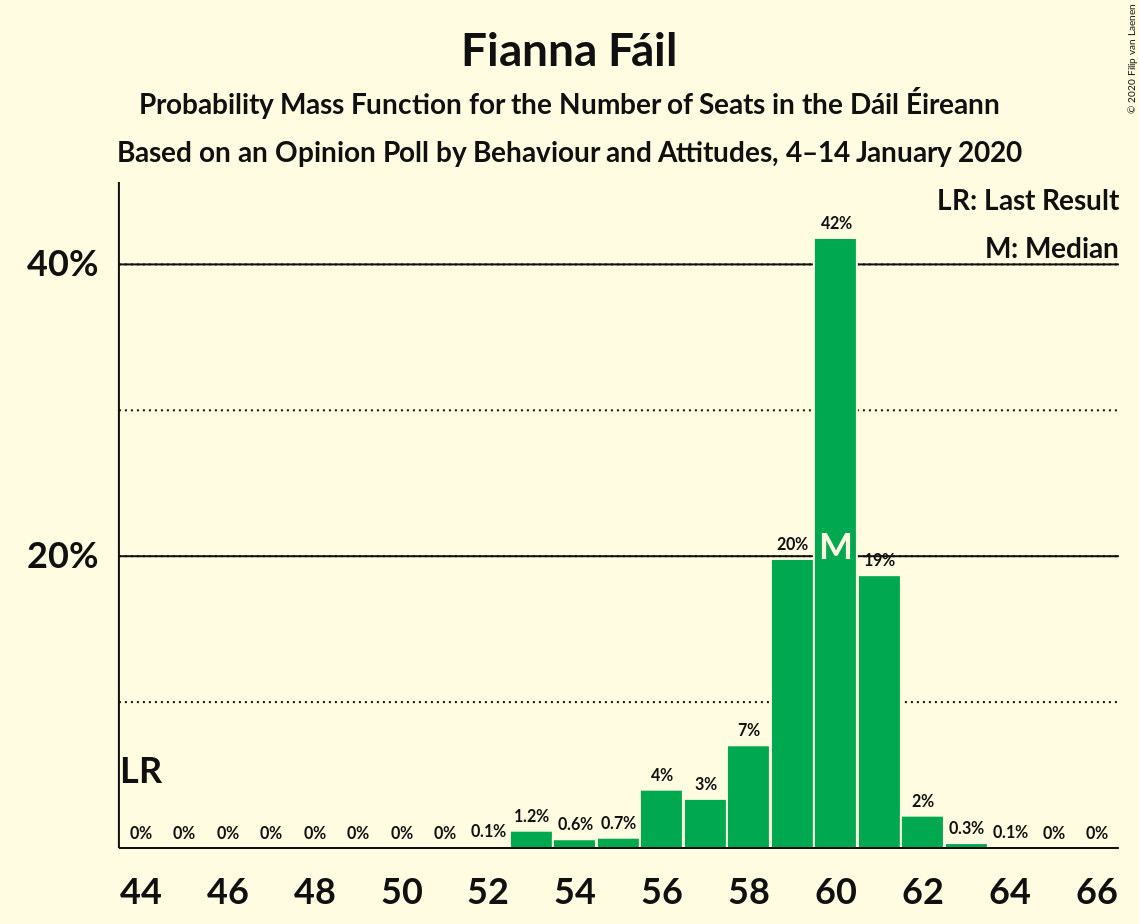 Fianna Fáil
Probability Mass Function for the Number of Seats in the Dáil Éireann
Based on an Opinion Poll by Behaviour and Attitudes, 4–14 January 2020
© 2020 Filip van Laenen
LR: Last Result
M: Median
40%
20%
LR
M
0% 0% 0% 0% 0% 0% 0% 0% 0.1% 1.2% 0.6% 0.7% 4% 3% 7% 20% 42% 19% 2% 0.3% 0.1% 0% 0%
44 46 48 50 52 54 56 58 60 62 64 66